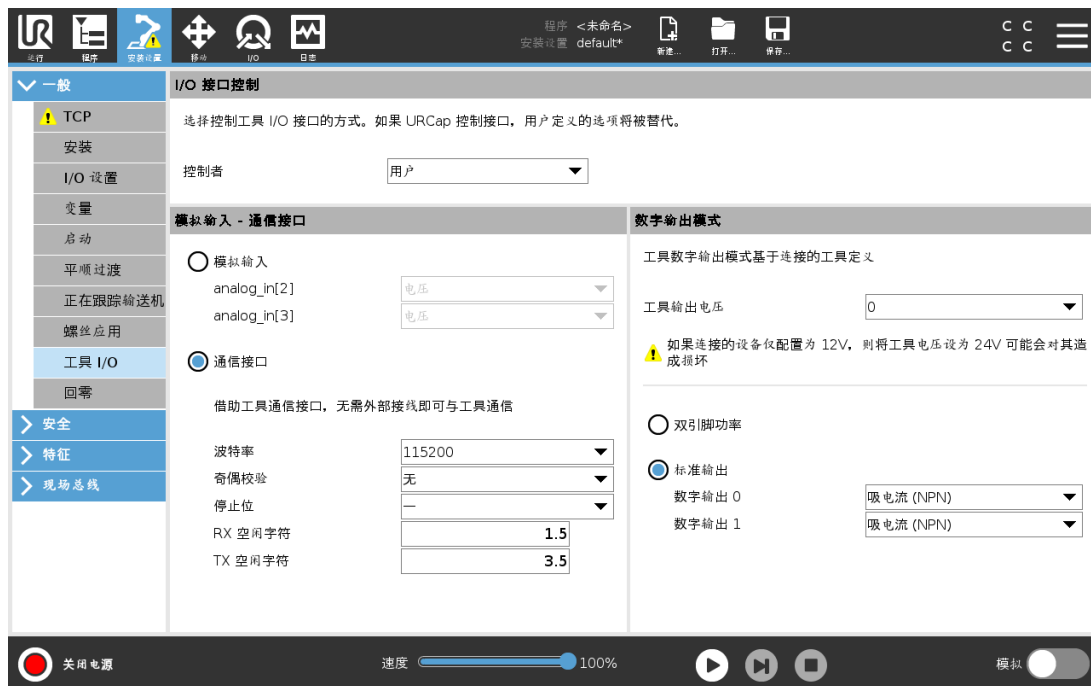 UR
运行
程序
安装设置
移动
I/O
日志
程序 <未命名>
安装设置 default*
新建...
打开...
保存...
C C
C C
一般
TCP
安装
I/O 设置
变量
启动
平顺过渡
正在跟踪输送机
螺丝应用
工具 I/O
回零
安全
特征
现场总线
I/O 接口控制
选择控制工具 I/O 接口的方式。如果 URCap 控制接口，用户定义的选项将被替代。
控制者 用户
模拟输入 - 通信接口
模拟输入
analog_in[2] 电压
analog_in[3] 电压
通信接口
借助工具通信接口，无需外部接线即可与工具通信
波特率 115200
奇偶校验 无
停止位 一
RX 空闲字符 1.5
TX 空闲字符 3.5
数字输出模式
工具数字输出模式基于连接的工具定义
工具输出电压 0
如果连接的设备仅配置为 12V，则将工具电压设为 24V 可能会对其造
成损坏
双引脚功率
标准输出
数字输出 0 吸电流 (NPN)
数字输出 1 吸电流 (NPN)
关闭电源
速度 100%
模拟